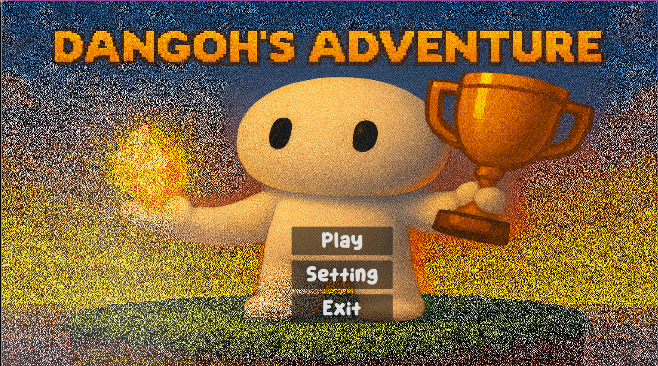 DANGOH'S ADVENTURE
Play
Setting
Exit